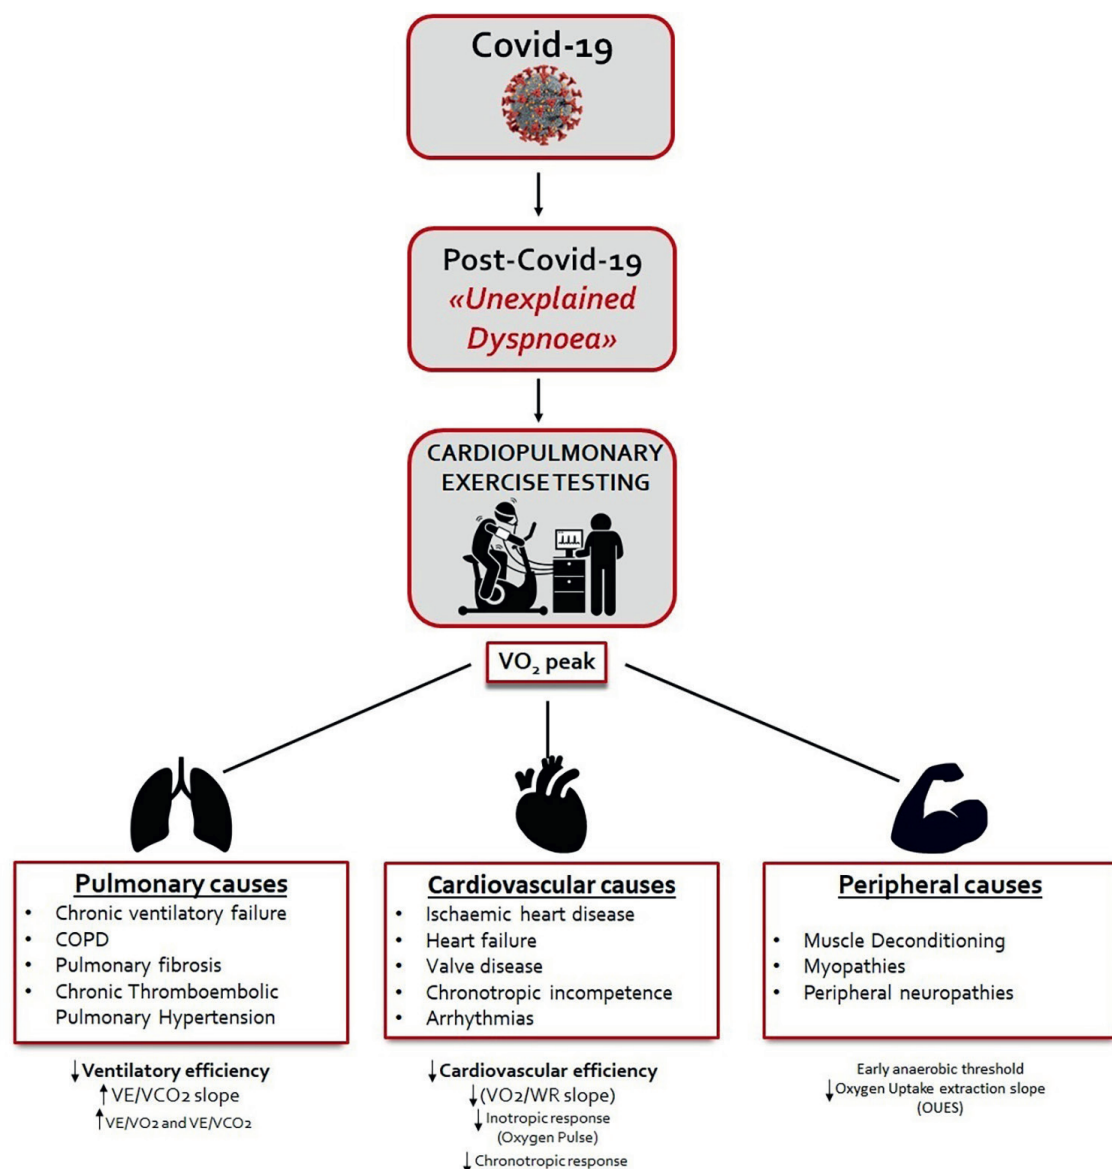 Covid-19
Post-Covid-19
«Unexplained
Dyspnoea»
CARDIOPULMONARY
EXERCISE TESTING
VO₂ peak
Pulmonary causes
• Chronic ventilatory failure
• COPD
• Pulmonary fibrosis
• Chronic Thromboembolic
Pulmonary Hypertension
↓ Ventilatory efficiency
↑ VE/VCO2 slope
↑ VE/VO2 and VE/VCO2
Cardiovascular causes
• Ischaemic heart disease
• Heart failure
• Valve disease
• Chronotropic incompetence
• Arrhythmias
↓ Cardiovascular efficiency
↓ (VO2/WR slope)
↓ Inotropic response
(Oxygen Pulse)
↓ Chronotropic response
Peripheral causes
• Muscle Deconditioning
• Myopathies
• Peripheral neuropathies
Early anaerobic threshold
↓ Oxygen Uptake extraction slope
(OUES)